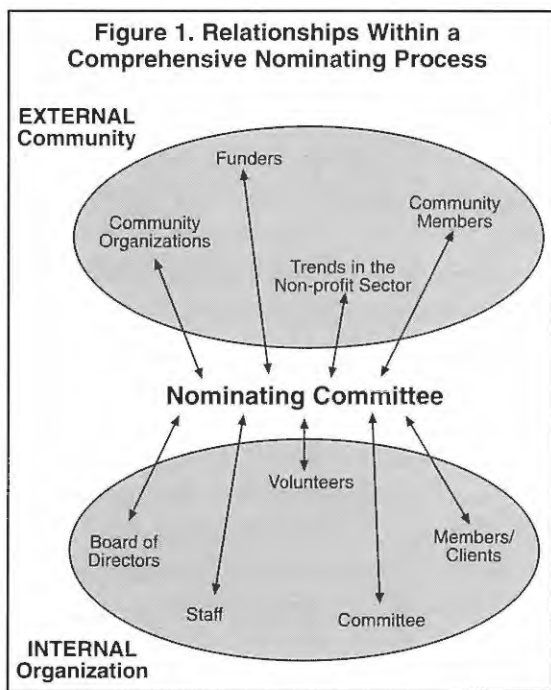 Figure 1. Relationships Within a
Comprehensive Nominating Process
EXTERNAL
Community
Funders
Community
Organizations
Community
Members
Trends in the
Non-profit Sector
Nominating Committee
Volunteers
Board of
Directors
Members/
Clients
Staff
Committee
INTERNAL
Organization